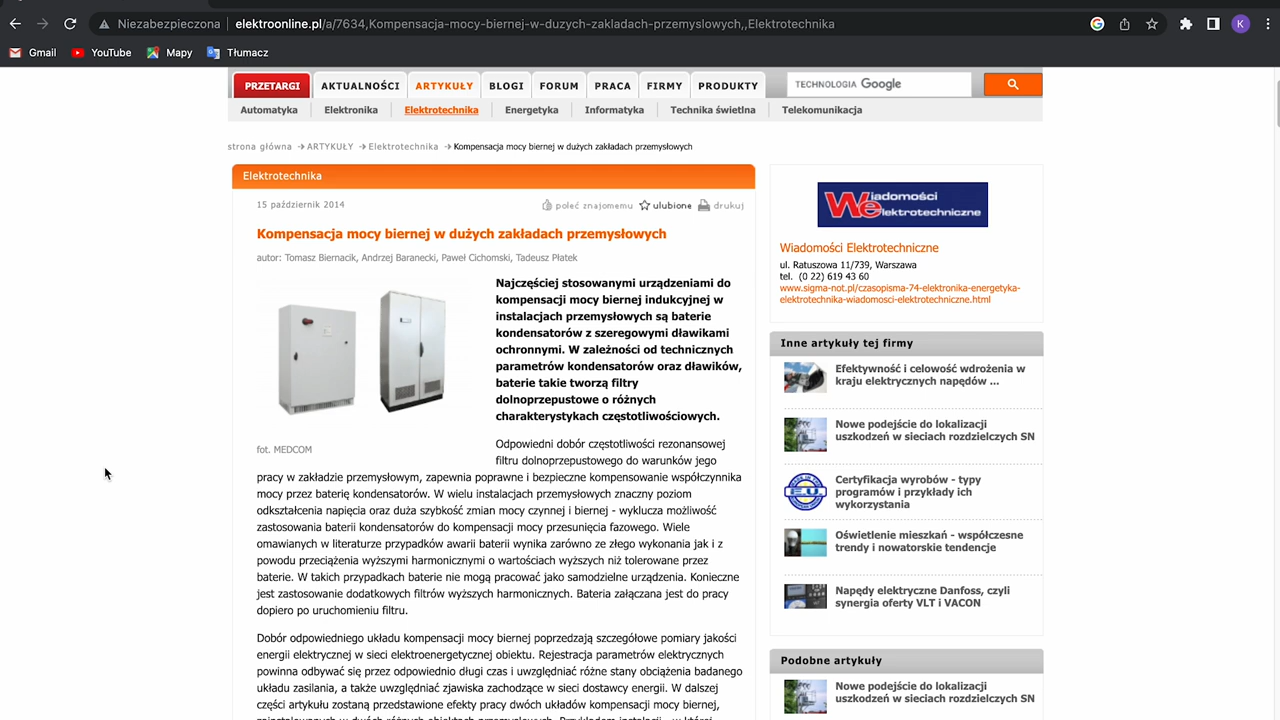 Niezabezpieczona elektroonline.pl/a/7634,Kompensacja-mocy-biernej-w-duzych-zakladach-przemyslowych,,Elektrotechnika K
Gmail YouTube Mapy Tłumacz
PRZETARGI AKTUALNOŚCI ARTYKUŁY BLOGI FORUM PRACA FIRMY PRODUKTY TECHNOLOGIA Google
Automatyka Elektronika Elektrotechnika Energetyka Informatyka Technika świetlna Telekomunikacja
strona główna ARTYKUŁY Elektrotechnika Kompensacja mocy biernej w dużych zakładach przemysłowych
Elektrotechnika
15 październik 2014 poleć znajomemu ulubione drukuj
Kompensacja mocy biernej w dużych zakładach przemysłowych
autor: Tomasz Biernacik, Andrzej Baranecki, Paweł Cichomski, Tadeusz Płatek
Najczęściej stosowanymi urządzeniami do
kompensacji mocy biernej indukcyjnej w
instalacjach przemysłowych są baterie
kondensatorów z szeregowymi dławikami
ochronnymi. W zależności od technicznych
parametrów kondensatorów oraz dławików,
baterie takie tworzą filtry
dolnoprzepustowe o różnych
charakterystykach częstotliwościowych.
fot. MEDCOM
Odpowiedni dobór częstotliwości rezonansowej
filtru dolnoprzepustowego do warunków jego
pracy w zakładzie przemysłowym, zapewnia poprawne i bezpieczne kompensowanie współczynnika
mocy przez baterię kondensatorów. W wielu instalacjach przemysłowych znaczny poziom
odkształcenia napięcia oraz duża szybkość zmian mocy czynnej i biernej - wyklucza możliwość
zastosowania baterii kondensatorów do kompensacji mocy przesunięcia fazowego. Wiele
omawianych w literaturze przypadków awarii baterii wynika zarówno ze złego wykonania jak i z
powodu przeciążenia wyższymi harmonicznymi o wartościach wyższych niż tolerowane przez
baterie. W takich przypadkach baterie nie mogą pracować jako samodzielne urządzenia. Konieczne
jest zastosowanie dodatkowych filtrów wyższych harmonicznych. Bateria załączana jest do pracy
dopiero po uruchomieniu filtru.
Dobór odpowiedniego układu kompensacji mocy biernej poprzedzają szczegółowe pomiary jakości
energii elektrycznej w sieci elektroenergetycznej obiektu. Rejestracja parametrów elektrycznych
powinna odbywać się przez odpowiednio długi czas i uwzględniać różne stany obciążenia badanego
układu zasilania, a także uwzględniać zjawiska zachodzące w sieci dostawcy energii. W dalszej
części artykułu zostaną przedstawione efekty pracy dwóch układów kompensacji mocy biernej,
zainstalowanych w dwóch różnych obiektach przemysłowych. Przykładem instalacji - w której
Wiadomości
elektrotechniczne
Wiadomości Elektrotechniczne
ul. Ratuszowa 11/739, Warszawa
tel. (0 22) 619 43 60
www.sigma-not.pl/czasopisma-74-elektronika-energetyka-
elektrotechnika-wiadomosci-elektrotechniczne.html
Inne artykuły tej firmy
Efektywność i celowość wdrożenia w
kraju elektrycznych napędów ...
Nowe podejście do lokalizacji
uszkodzeń w sieciach rozdzielczych SN
Certyfikacja wyrobów - typy
programów i przykłady ich
wykorzystania
Oświetlenie mieszkań - współczesne
trendy i nowatorskie tendencje
Napędy elektryczne Danfoss, czyli
synergia oferty VLT i VACON
Podobne artykuły
Nowe podejście do lokalizacji
uszkodzeń w sieciach rozdzielczych SN